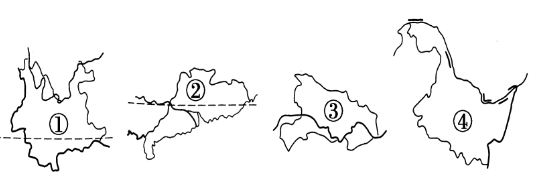 ① ② ③ ④